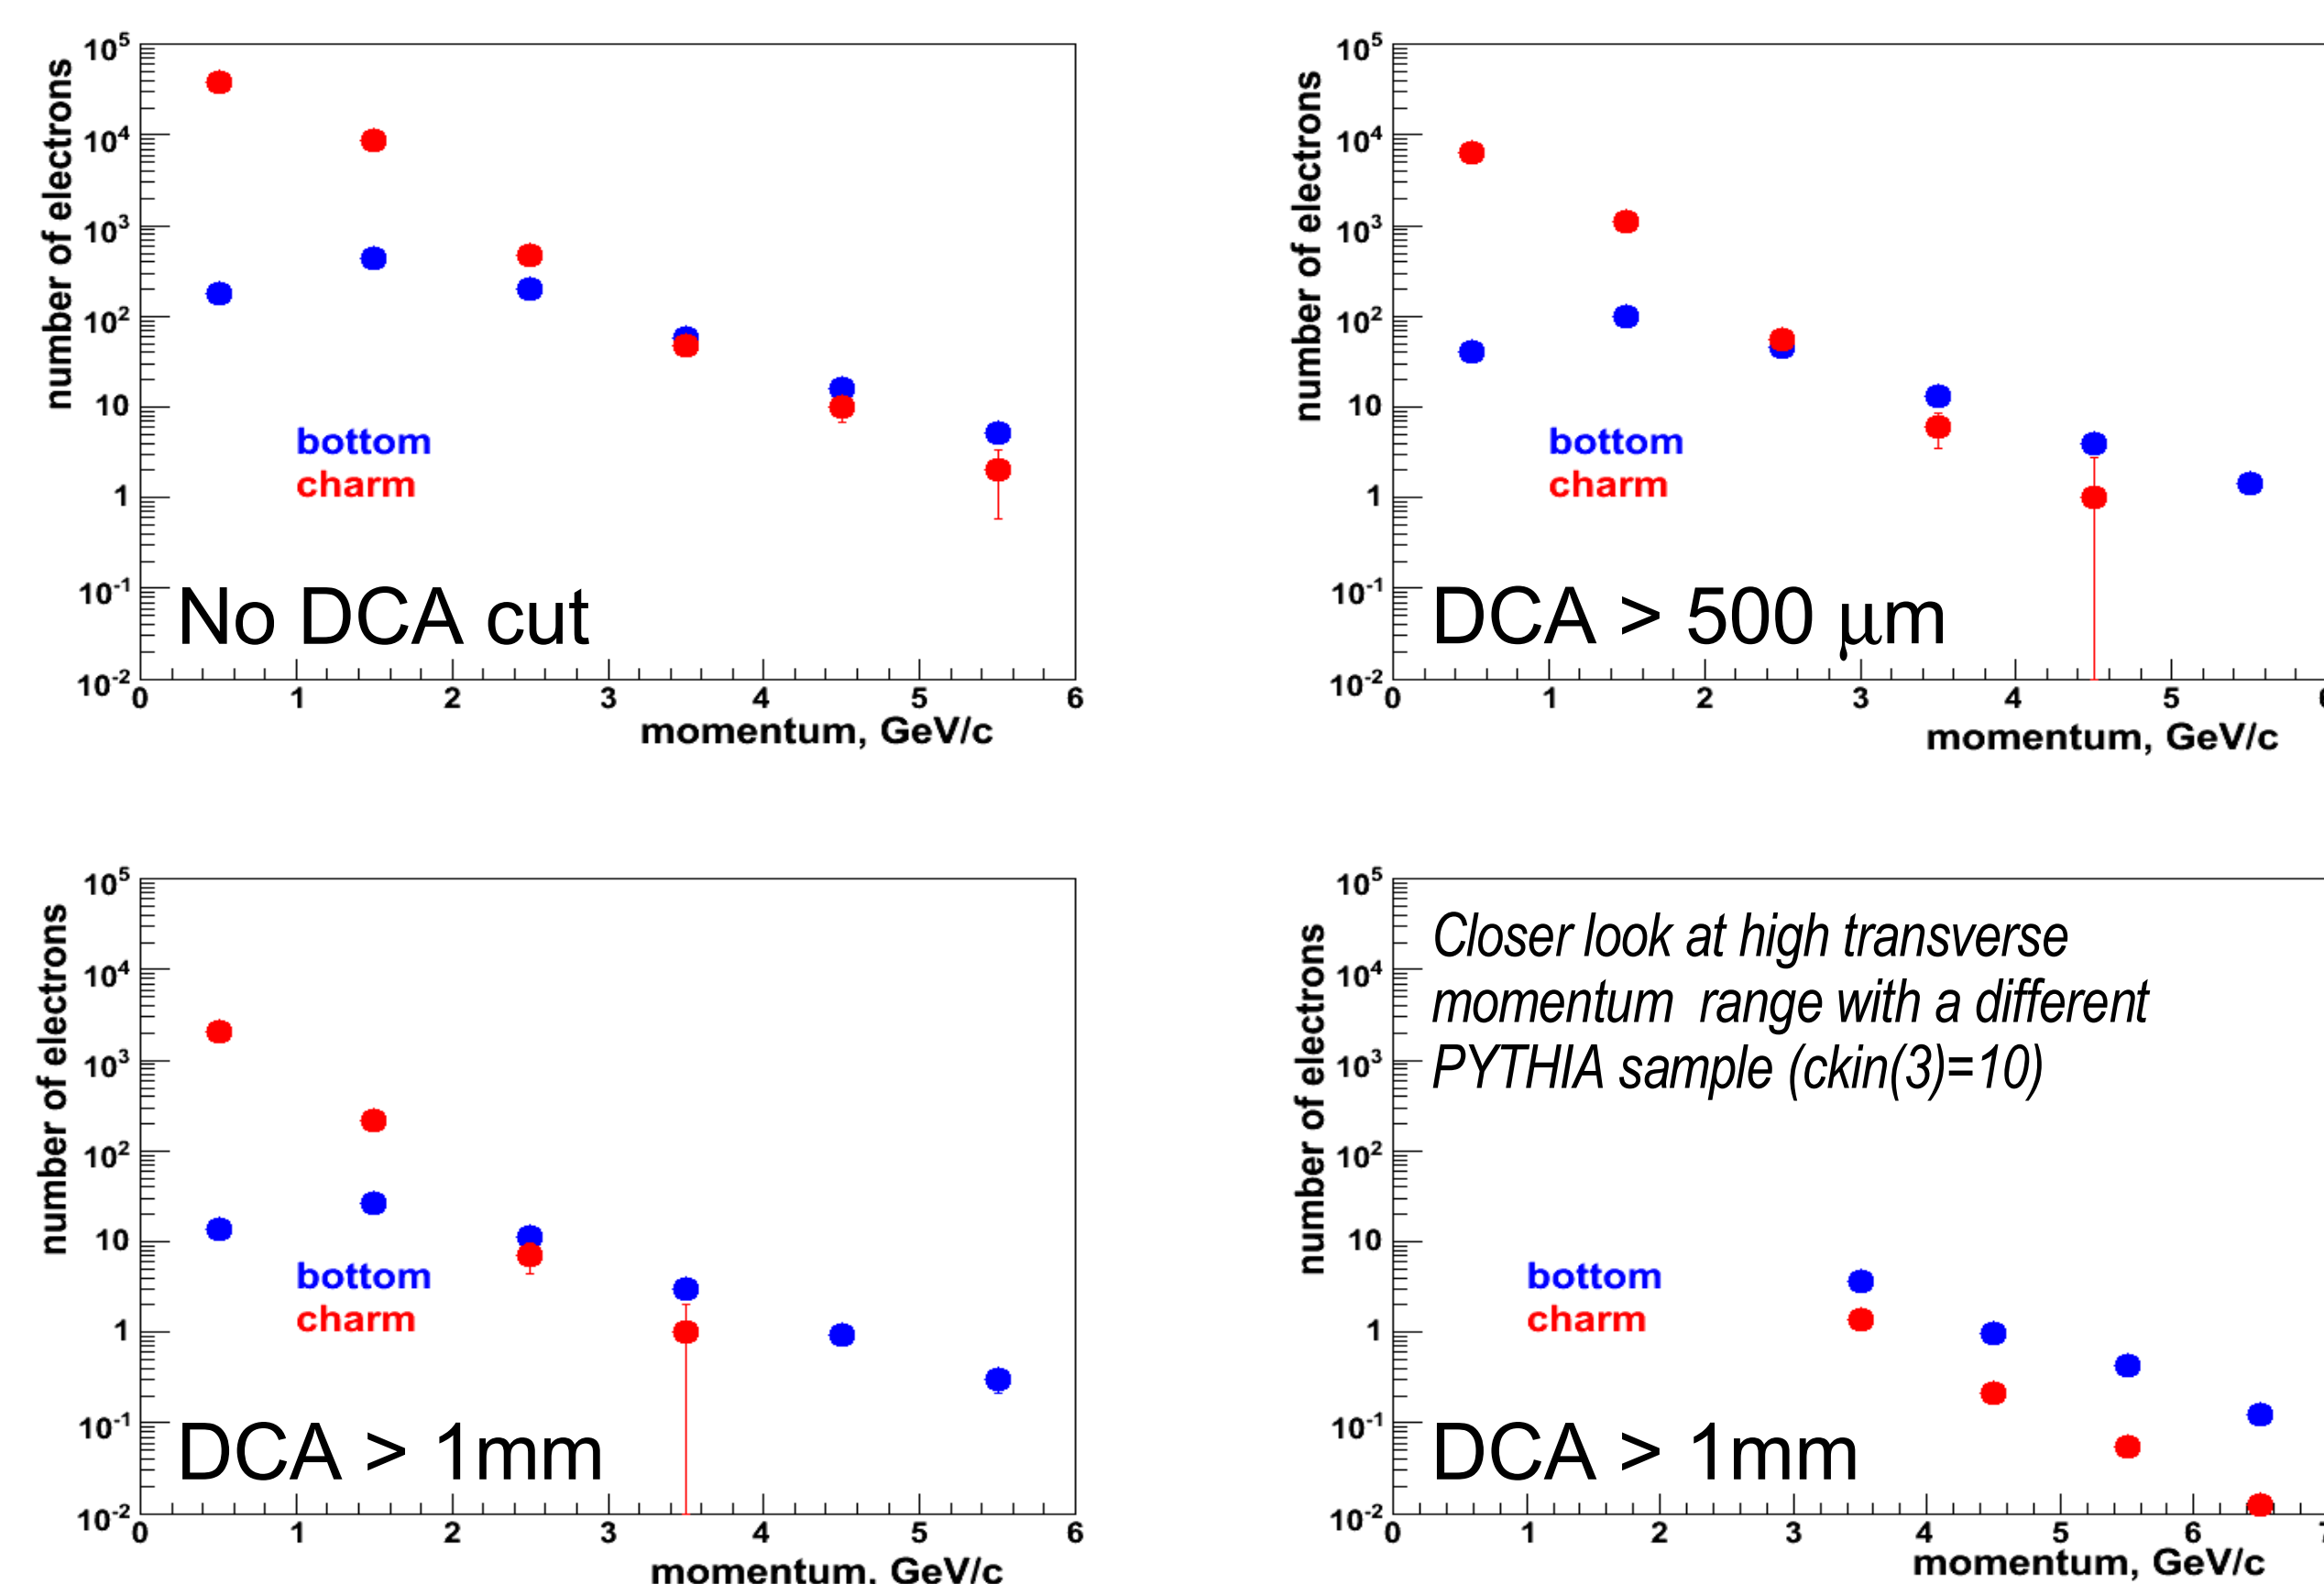 number of electrons
10^5
10^4
10^3
10^2
10
1
10^-1
10^-2
bottom
charm
No DCA cut
0 1 2 3 4 5 6
momentum, GeV/c
number of electrons
10^5
10^4
10^3
10^2
10
1
10^-1
10^-2
bottom
charm
DCA > 500 μm
0 1 2 3 4 5
momentum, GeV/c
number of electrons
10^5
10^4
10^3
10^2
10
1
10^-1
10^-2
bottom
charm
DCA > 1mm
0 1 2 3 4 5 6
momentum, GeV/c
number of electrons
10^5
10^4
10^3
10^2
10
1
10^-1
10^-2
Closer look at high transverse
momentum range with a different
PYTHIA sample (ckin(3)=10)
bottom
charm
DCA > 1mm
0 1 2 3 4 5 6
momentum, GeV/c